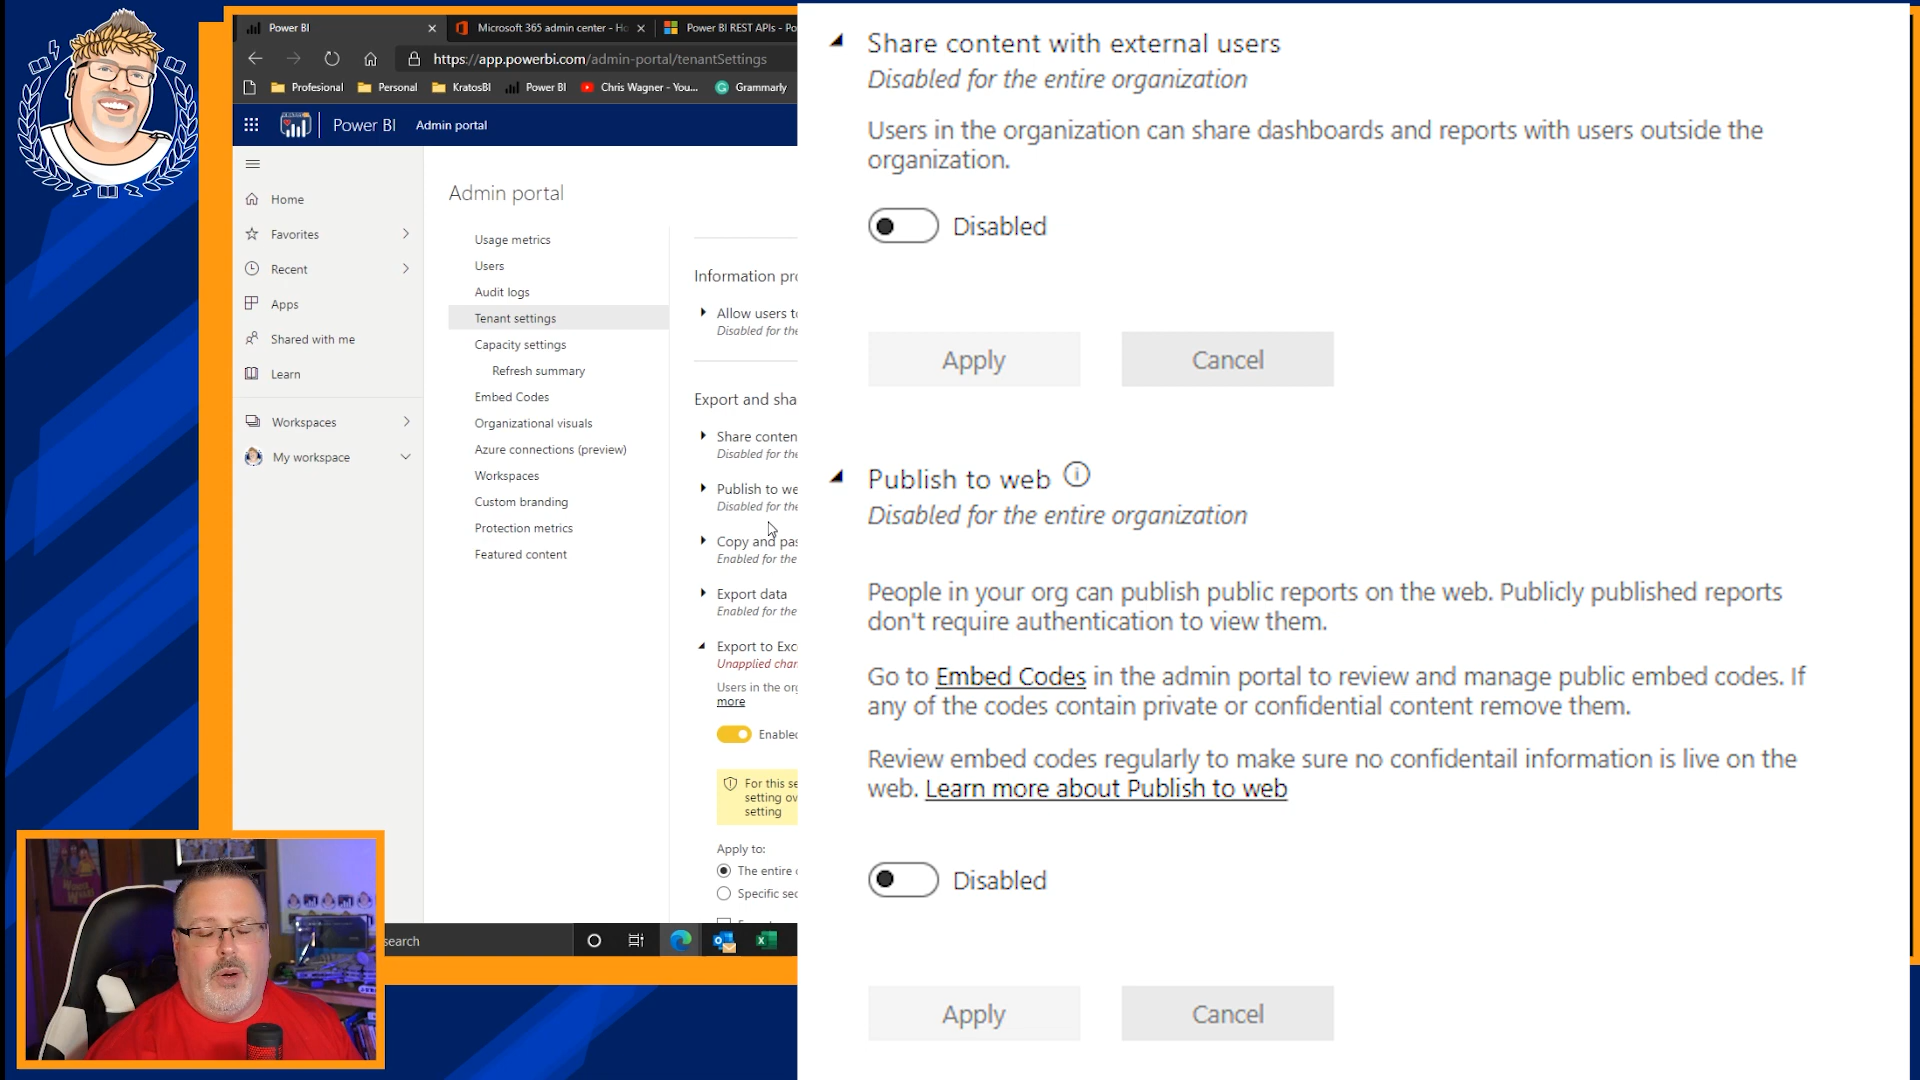 Power BI
Microsoft 365 admin center - Ho
Power BI REST APIs - Po
https://app.powerbi.com/admin-portal/tenantSettings
Profesional
Personal
KratosBI
Power BI
Chris Wagner - You...
Grammarly
Power BI
Admin portal
Home
Favorites
Recent
Apps
Shared with me
Learn
Workspaces
My workspace
Admin portal
Usage metrics
Users
Audit logs
Tenant settings
Capacity settings
Refresh summary
Embed Codes
Organizational visuals
Azure connections (preview)
Workspaces
Custom branding
Protection metrics
Featured content
Information pro
Allow users to
Disabled for the
Export and sha
Share conten
Disabled for the
Publish to we
Disabled for the
Copy and pas
Enabled for the
Export data
Enabled for the
Export to Exc
Unapplied chan
Users in the org
more
Enabled
For this se
setting ov
setting
Apply to:
The entire o
Specific sec
search
Share content with external users
Disabled for the entire organization
Users in the organization can share dashboards and reports with users outside the
organization.
Disabled
Apply
Cancel
Publish to web
Disabled for the entire organization
People in your org can publish public reports on the web. Publicly published reports
don't require authentication to view them.
Go to Embed Codes in the admin portal to review and manage public embed codes. If
any of the codes contain private or confidential content remove them.
Review embed codes regularly to make sure no confidentail information is live on the
web. Learn more about Publish to web
Disabled
Apply
Cancel